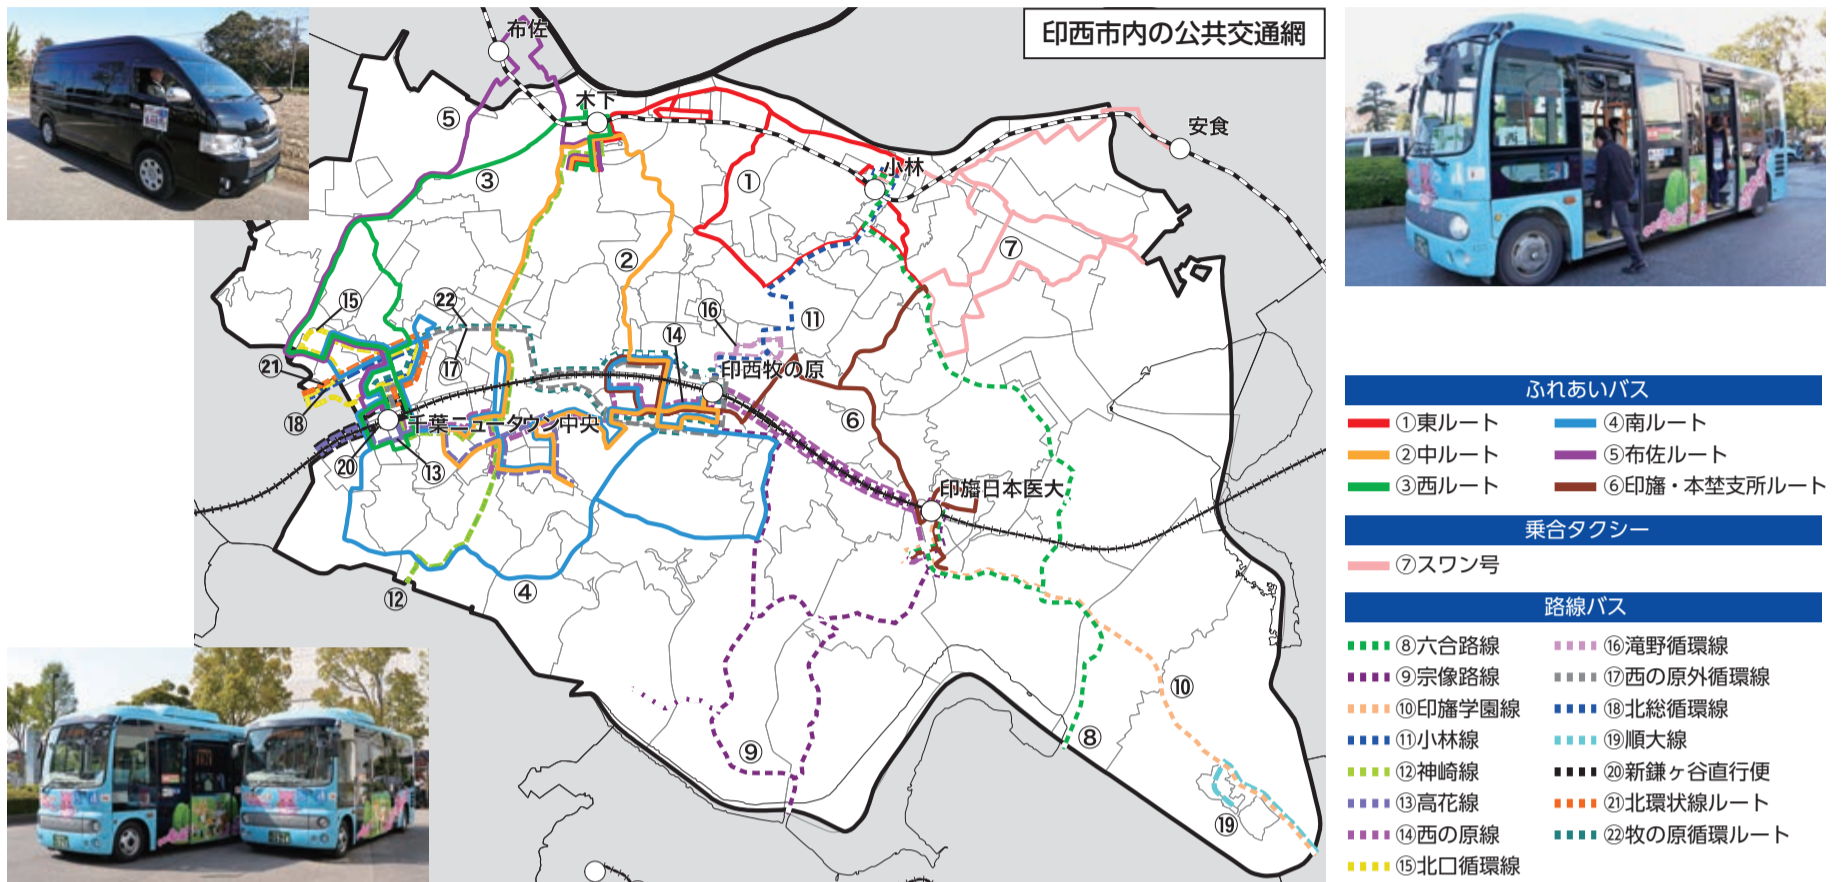 印西市内の公共交通網
布佐
木下
安食
小林
⑤
③
①
②
⑦
⑮
㉒
⑯
⑪
⑭
㉑
⑰
印西牧の原
⑱
千葉ニュータウン中央
⑥
⑳
⑬
印旛日本医大
⑫
④
⑩
⑨
⑧
⑲
ふれあいバス
①東ルート
②中ルート
③西ルート
④南ルート
⑤布佐ルート
⑥印旛・本埜支所ルート
乗合タクシー
⑦スワン号
路線バス
⑧六合路線
⑨宗像路線
⑩印旛学園線
⑪小林線
⑫神崎線
⑬高花線
⑭西の原線
⑮北口循環線
⑯滝野循環線
⑰西の原外循環線
⑱北総循環線
⑲順大線
⑳新鎌ヶ谷直行便
㉑北環状線ルート
㉒牧の原循環ルート